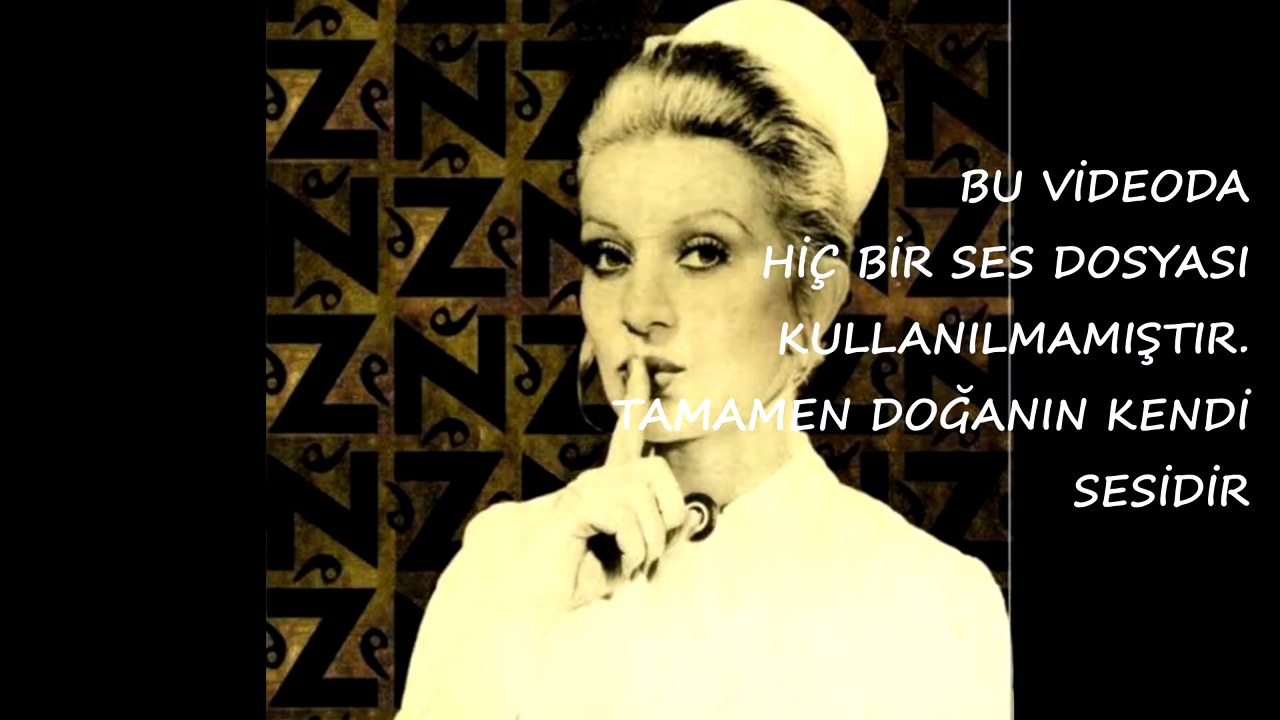 BU VİDEODA
HİÇ BİR SES DOSYASI
KULLANILMAMIŞTIR.
TAMAMEN DOĞANIN KENDİ
SESİDİR